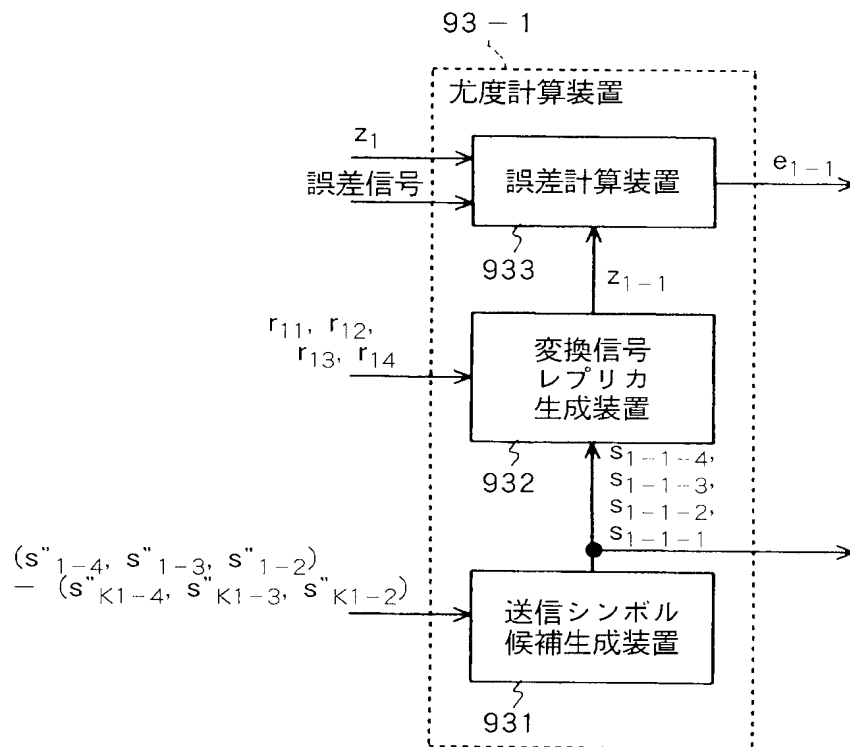 93-1
尤度計算装置
z1
誤差信号
誤差計算装置
e1-1
933
z1-1
r11, r12,
r13, r14
変換信号
レプリカ
生成装置
932
s1-1-4,
s1-1-3,
s1-1-2,
s1-1-1
(s"1-4, s"1-3, s"1-2)
– (s"K1-4, s"K1-3, s"K1-2)
送信シンボル
候補生成装置
931